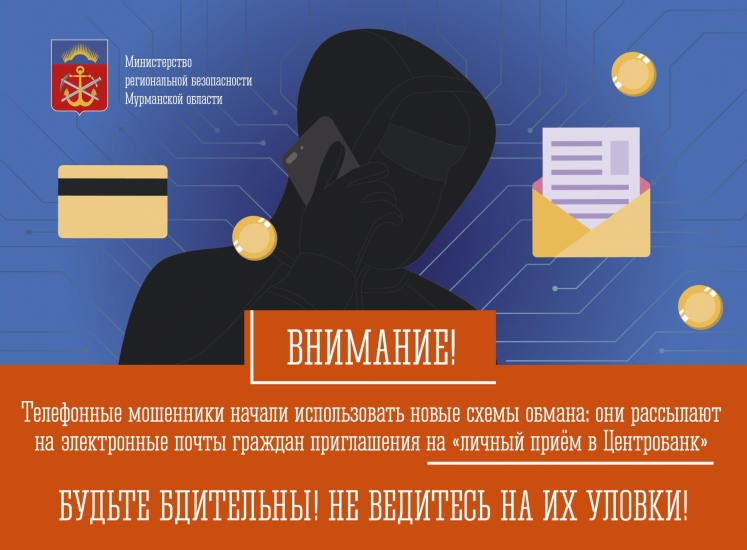 Министерство
региональной безопасности
Мурманской области
ВНИМАНИЕ!
Телефонные мошенники начали использовать новые схемы обмана: они рассылают
на электронные почты граждан приглашения на «личный приём в Центробанк»
БУДЬТЕ БДИТЕЛЬНЫ! НЕ ВЕДИТЕСЬ НА ИХ УЛОВКИ!